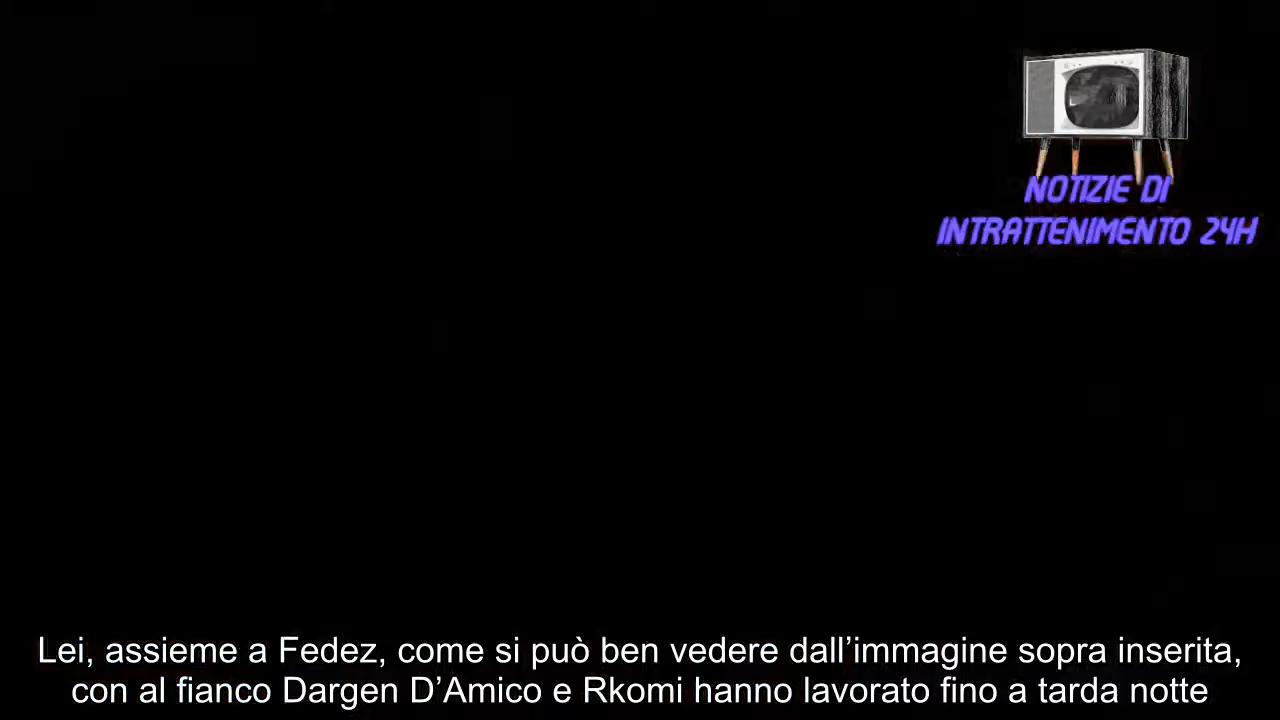 NOTIZIE DI
INTRATTENIMENTO 24H
Lei, assieme a Fedez, come si può ben vedere dall’immagine sopra inserita,
con al fianco Dargen D’Amico e Rkomi hanno lavorato fino a tarda notte